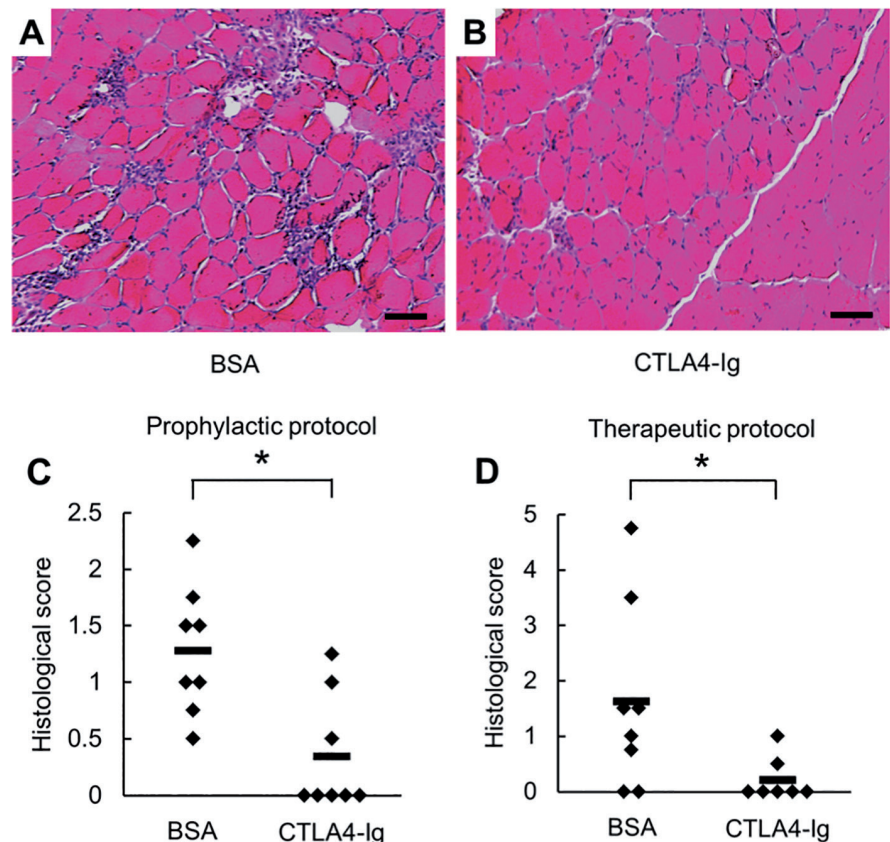 A
B
BSA
CTLA4-Ig
Prophylactic protocol
*
C
Histological score
2.5
2
1.5
1
0.5
0
BSA
CTLA4-Ig
Therapeutic protocol
*
D
Histological score
5
4
3
2
1
0
BSA
CTLA4-Ig